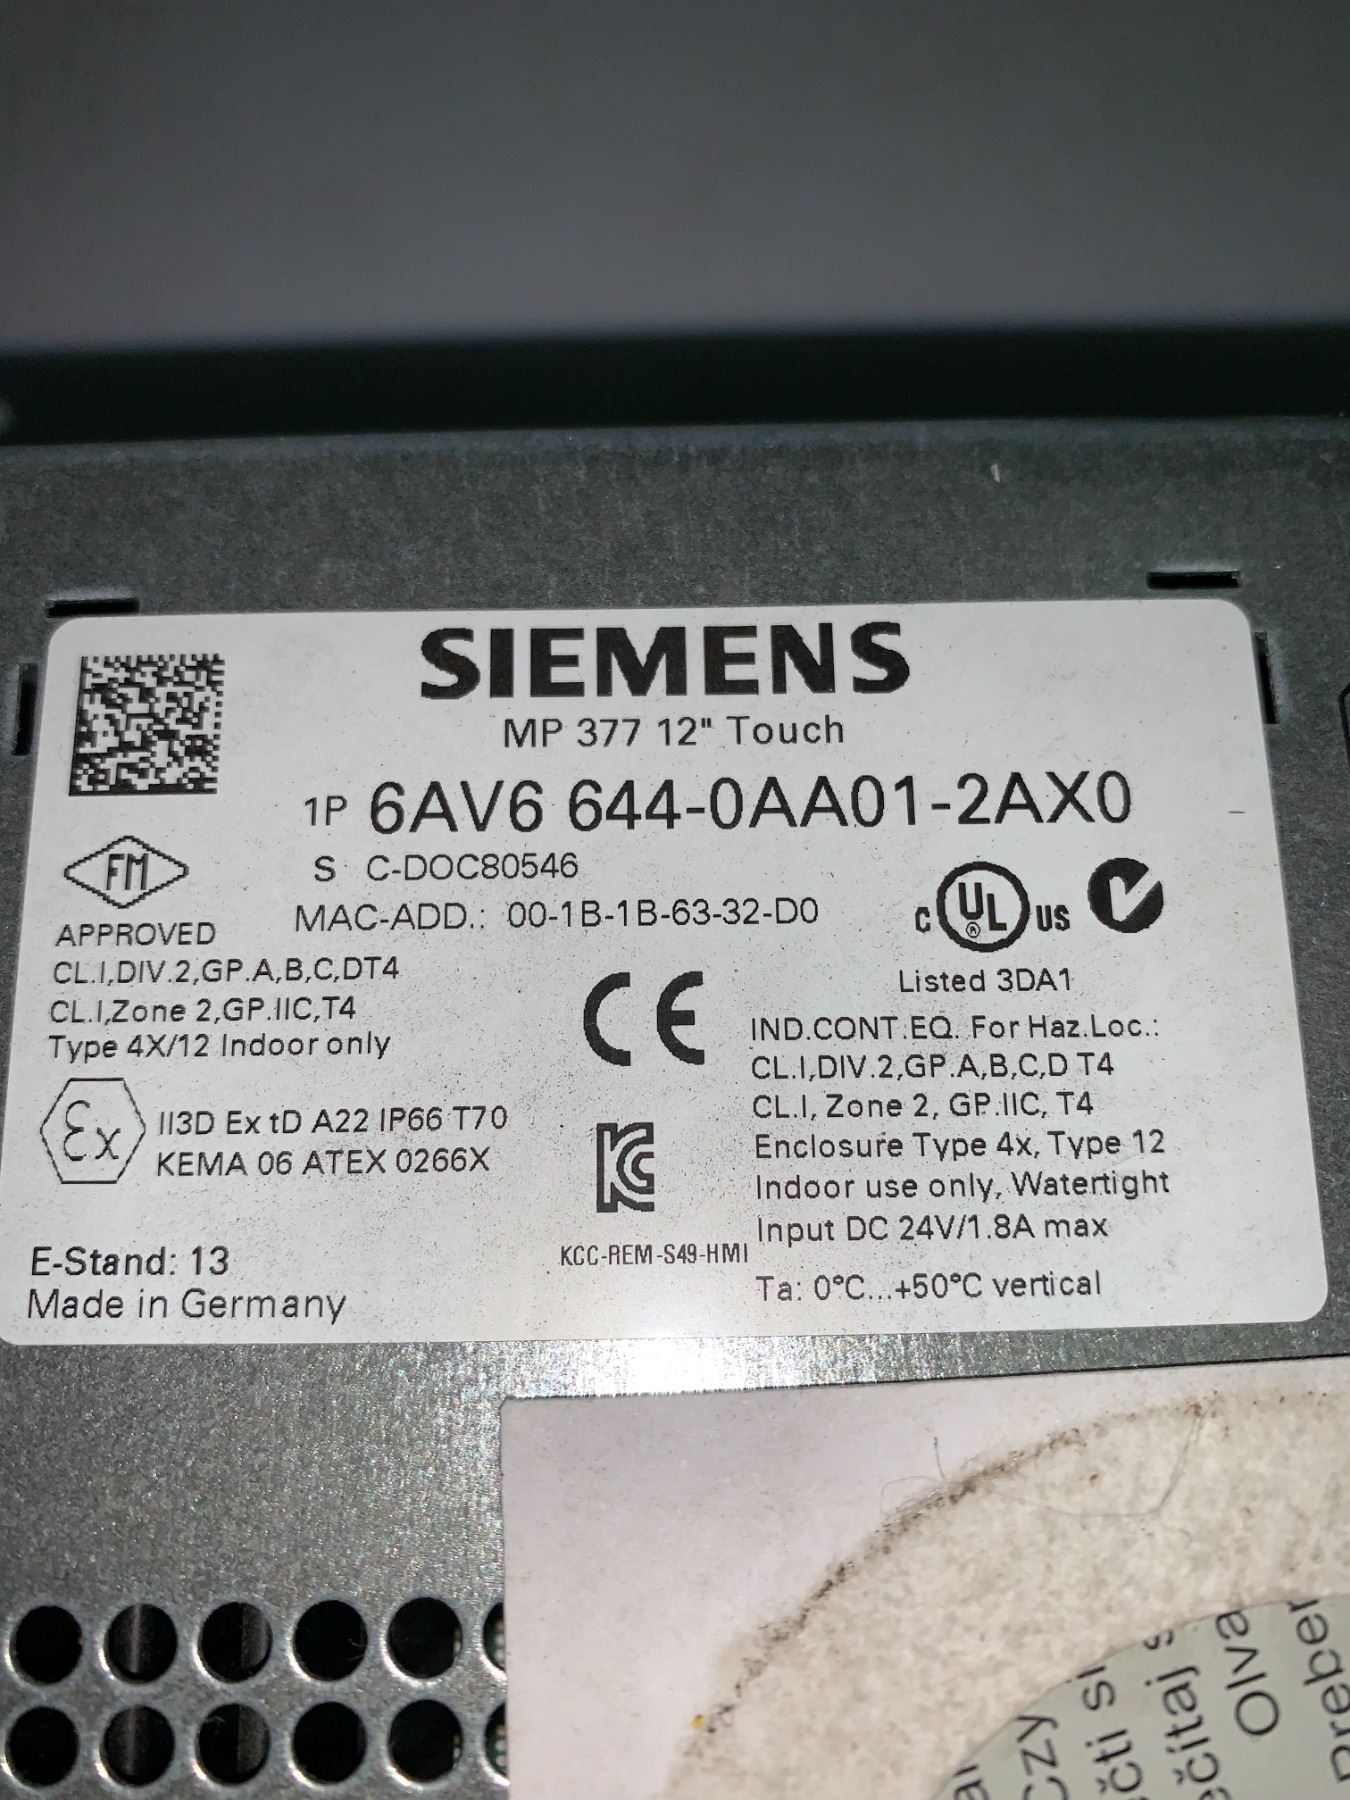 SIEMENS
MP 377 12" Touch
1P 6AV6 644-0AA01-2AX0
S C-DOC80546
MAC-ADD.: 00-1B-1B-63-32-D0
FM
APPROVED
CL.I,DIV.2,GP.A,B,C,DT4
CL.I,Zone 2,GP.IIC,T4
Type 4X/12 Indoor only
Ex II3D Ex tD A22 IP66 T70
KEMA 06 ATEX 0266X
E-Stand: 13
Made in Germany
CE
KC
KCC-REM-S49-HMI
C UL ® US
Listed 3DA1
IND.CONT.EQ. For Haz.Loc.:
CL.I,DIV.2,GP.A,B,C,D T4
CL.I, Zone 2, GP.IIC, T4
Enclosure Type 4x, Type 12
Indoor use only, Watertight
Input DC 24V/1.8A max
Ta: 0°C...+50°C vertical